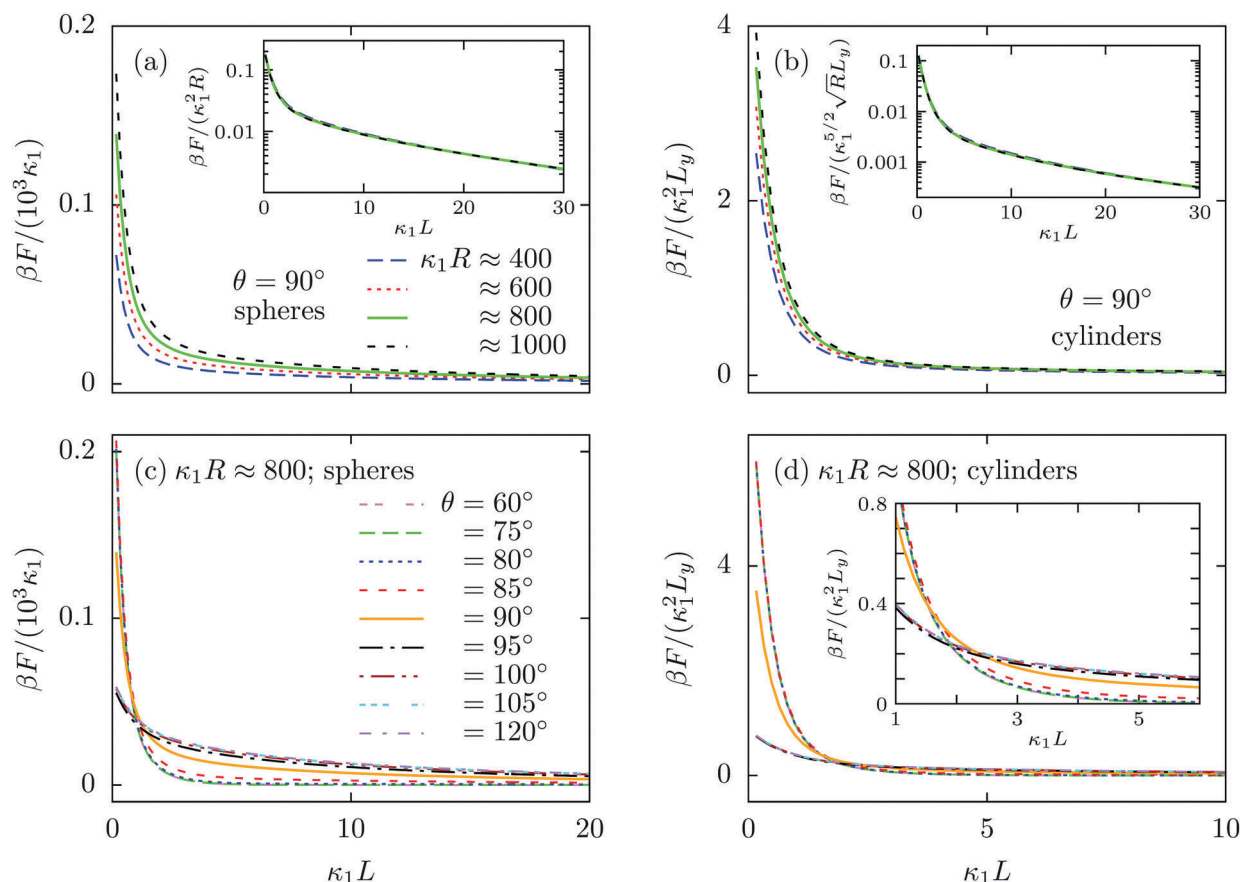 (a)
βF/(10³κ₁)
0.2
0.1
0
βF/(κ₁²R)
0.1
0.01
0 10 20 30
κ₁L
θ = 90°
spheres
κ₁R ≈ 400
≈ 600
≈ 800
≈ 1000
(b)
βF/(κ₁²L_y)
4
2
0
βF/(κ₁^{5/2}√R L_y)
0.1
0.01
0.001
0 10 20 30
κ₁L
θ = 90°
cylinders
(c) κ₁R ≈ 800; spheres
βF/(10³κ₁)
0.2
0.1
0
θ = 60°
= 75°
= 80°
= 85°
= 90°
= 95°
= 100°
= 105°
= 120°
0 10 20
κ₁L
(d) κ₁R ≈ 800; cylinders
βF/(κ₁²L_y)
4
2
0
βF/(κ₁²L_y)
0.8
0.4
0
1 3 5
κ₁L
0 5 10
κ₁L